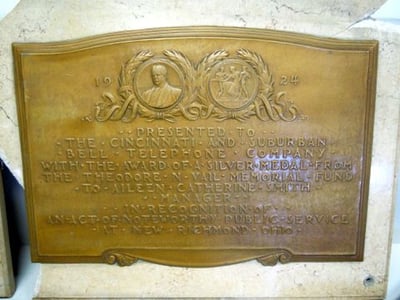 1924
· · PRESENTED TO · ·
· THE CINCINNATI AND SUBURBAN
BELL TELEPHONE COMPANY
WITH THE AWARD OF A SILVER MEDAL FROM
THE THEODORE N. VAIL MEMORIAL FUND
· TO AILEEN CATHERINE SMITH ·
· MANAGER ·
IN RECOGNITION OF
AN ACT OF NOTEWORTHY PUBLIC SERVICE
· AT NEW RICHMOND OHIO ·